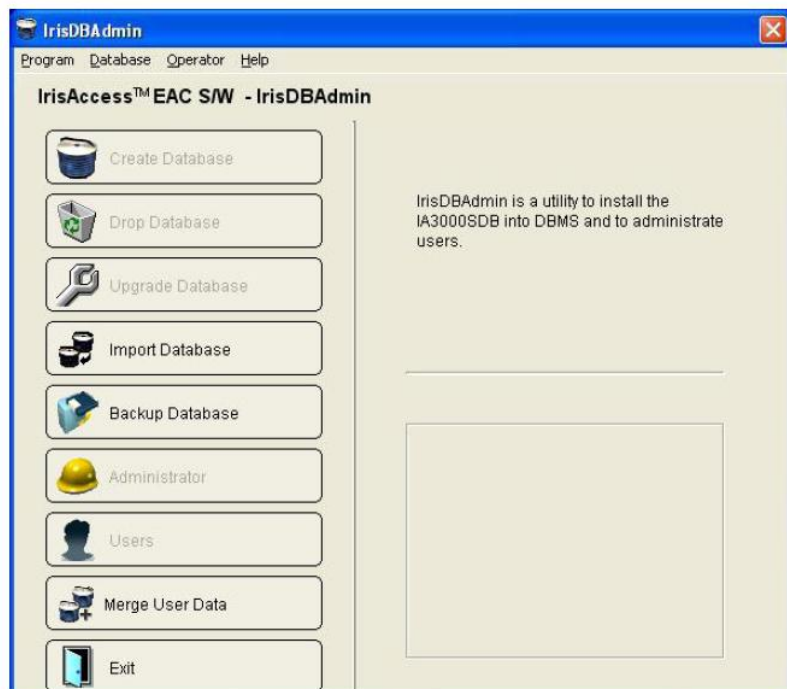 IrisDBAdmin
Program Database Operator Help
IrisAccess™ EAC S/W - IrisDBAdmin
Create Database
Drop Database
Upgrade Database
Import Database
Backup Database
Administrator
Users
Merge User Data
Exit
IrisDBAdmin is a utility to install the
IA3000SDB into DBMS and to administrate
users.